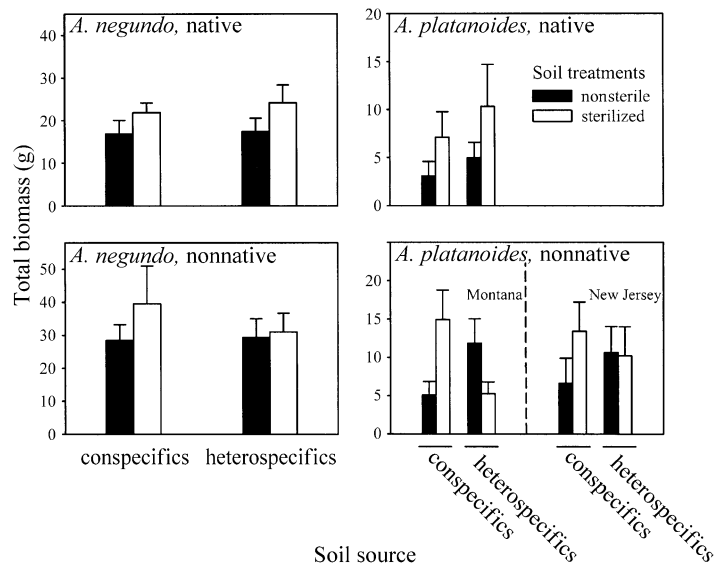 A. negundo, native
A. platanoides, native
40
30
20
10
0
20
15
10
5
0
Soil treatments
nonsterile
sterilized
Total biomass (g)
A. negundo, nonnative
A. platanoides, nonnative
50
40
30
20
10
0
20
15
10
5
0
Montana
New Jersey
conspecifics
heterospecifics
conspecifics
heterospecifics
conspecifics
heterospecifics
Soil source